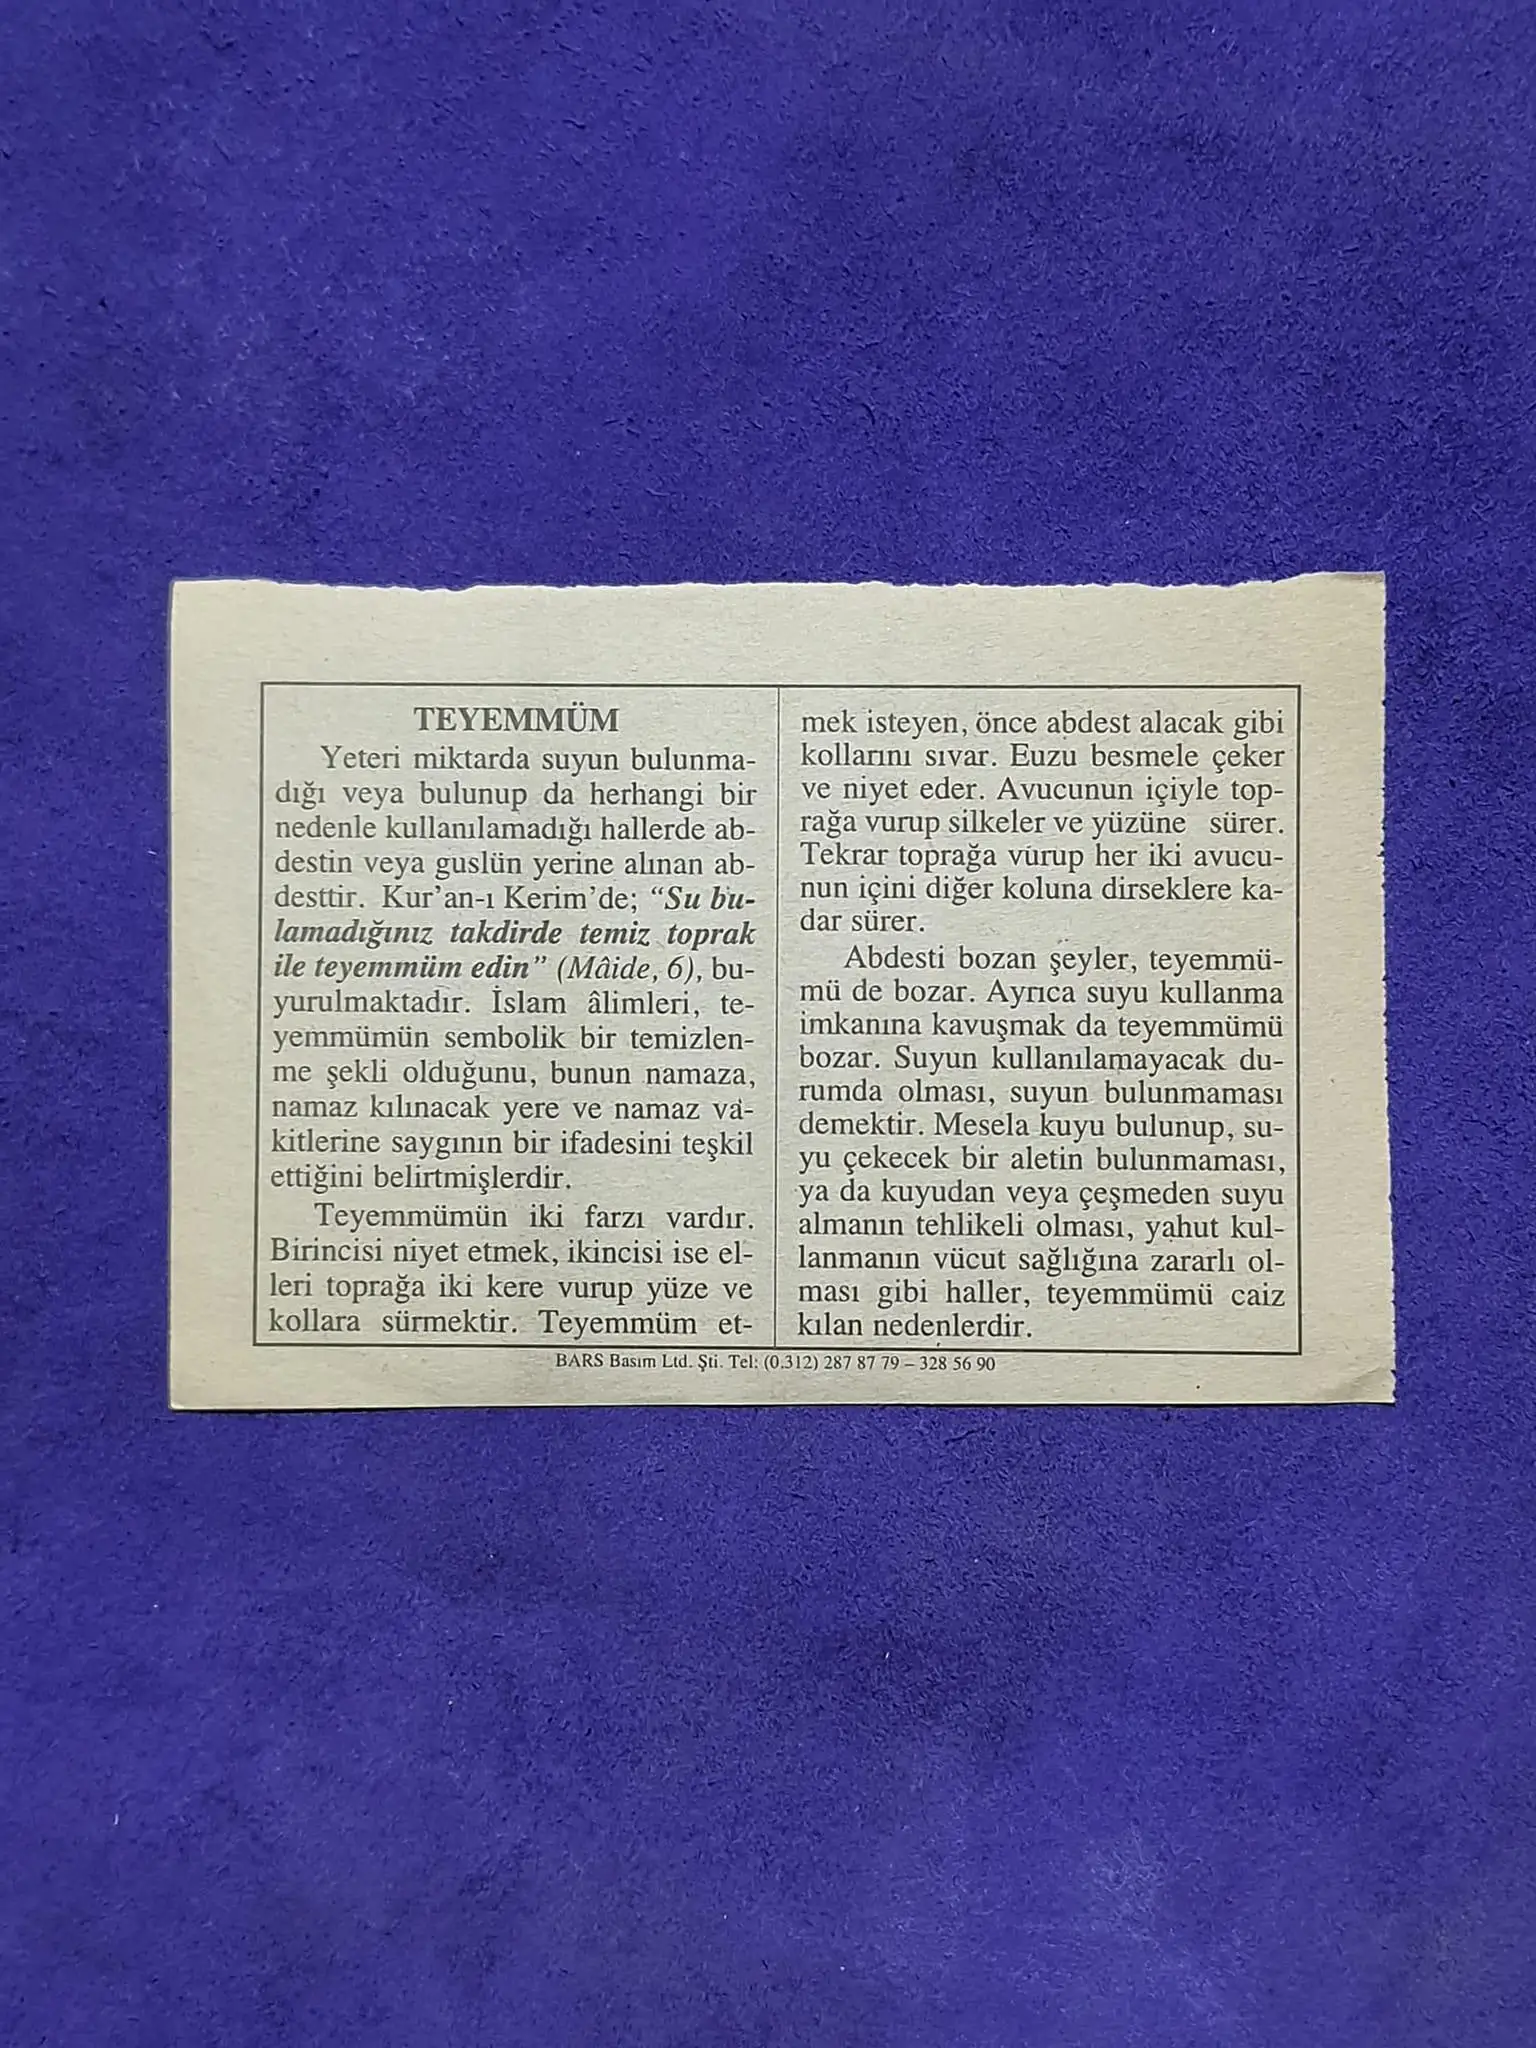 TEYEMMÜM
Yeteri miktarda suyun bulunma-
dığı veya bulunup da herhangi bir
nedenle kullanılamadığı hallerde ab-
destin veya guslün yerine alınan ab-
desttir. Kur'an-ı Kerim'de; "Su bu-
lamadığınız takdirde temiz toprak
ile teyemmüm edin" (Mâide, 6), bu-
yurulmaktadır. İslam âlimleri, te-
yemmümün sembolik bir temizlen-
me şekli olduğunu, bunun namaza,
namaz kılınacak yere ve namaz va-
kitlerine saygının bir ifadesini teşkil
ettiğini belirtmişlerdir.
Teyemmümün iki farzı vardır.
Birincisi niyet etmek, ikincisi ise el-
leri toprağa iki kere vurup yüze ve
kollara sürmektir. Teyemmüm et-
mek isteyen, önce abdest alacak gibi
kollarını sıvar. Euzu besmele çeker
ve niyet eder. Avucunun içiyle top-
rağa vurup silkeler ve yüzüne sürer.
Tekrar toprağa vurup her iki avucu-
nun içini diğer koluna dirseklere ka-
dar sürer.
Abdesti bozan şeyler, teyemmü-
mü de bozar. Ayrıca suyu kullanma
imkanına kavuşmak da teyemmümü
bozar. Suyun kullanılamayacak du-
rumda olması, suyun bulunmaması
demektir. Mesela kuyu bulunup, su-
yu çekecek bir aletin bulunmaması,
ya da kuyudan veya çeşmeden suyu
almanın tehlikeli olması, yahut kul-
lanmanın vücut sağlığına zararlı ol-
ması gibi haller, teyemmümü caiz
kılan nedenlerdir.
BARS Basım Ltd. Şti. Tel: (0.312) 287 87 79 – 328 56 90